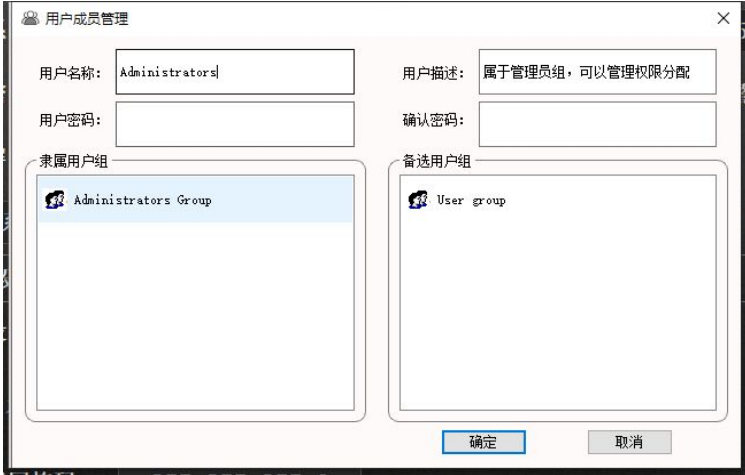 用户成员管理
用户名称： Administrators 用户描述： 属于管理员组，可以管理权限分配
用户密码： 确认密码：
隶属用户组 备选用户组
Administrators Group User group
确定 取消